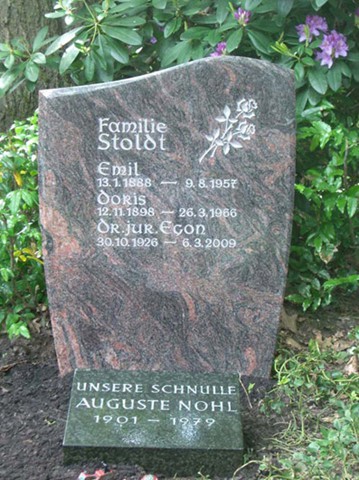 Familie
Stoldt
Emil
13.1.1888 — 9.8.1957
Doris
12.11.1898 — 26.3.1966
Dr. jur. Egon
30.10.1926 — 6.3.2009
UNSERE SCHNULLE
AUGUSTE NOHL
1901 — 1979